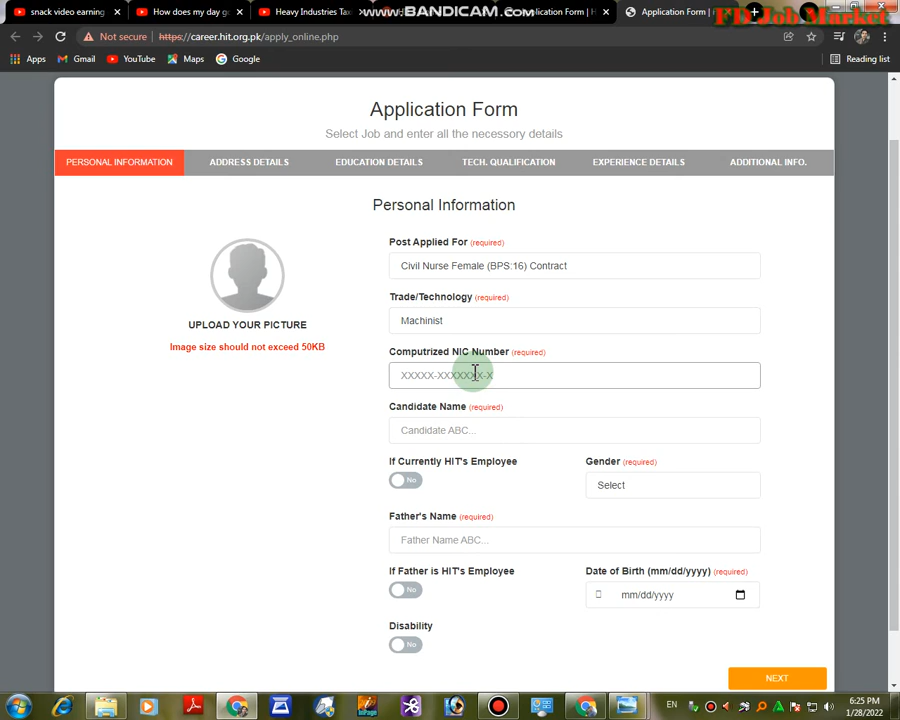 snack video earning
How does my day go
Heavy Industries Tax
WWW.BANDICAM.COM
Application Form | H
Application Form |
FD Job Market
Not secure
https://career.hit.org.pk/apply_online.php
Apps
Gmail
YouTube
Maps
Google
Reading list
Application Form
Select Job and enter all the necessary details
PERSONAL INFORMATION
ADDRESS DETAILS
EDUCATION DETAILS
TECH. QUALIFICATION
EXPERIENCE DETAILS
ADDITIONAL INFO.
Personal Information
UPLOAD YOUR PICTURE
Image size should not exceed 50KB
Post Applied For (required)
Civil Nurse Female (BPS:16) Contract
Trade/Technology (required)
Machinist
Computrized NIC Number (required)
XXXXX-XXXXXXX-X
Candidate Name (required)
Candidate ABC...
If Currently HIT's Employee
No
Gender (required)
Select
Father's Name (required)
Father Name ABC...
If Father is HIT's Employee
No
Date of Birth (mm/dd/yyyy) (required)
mm/dd/yyyy
Disability
No
NEXT
InPage
EN
6:25 PM
1/28/2022